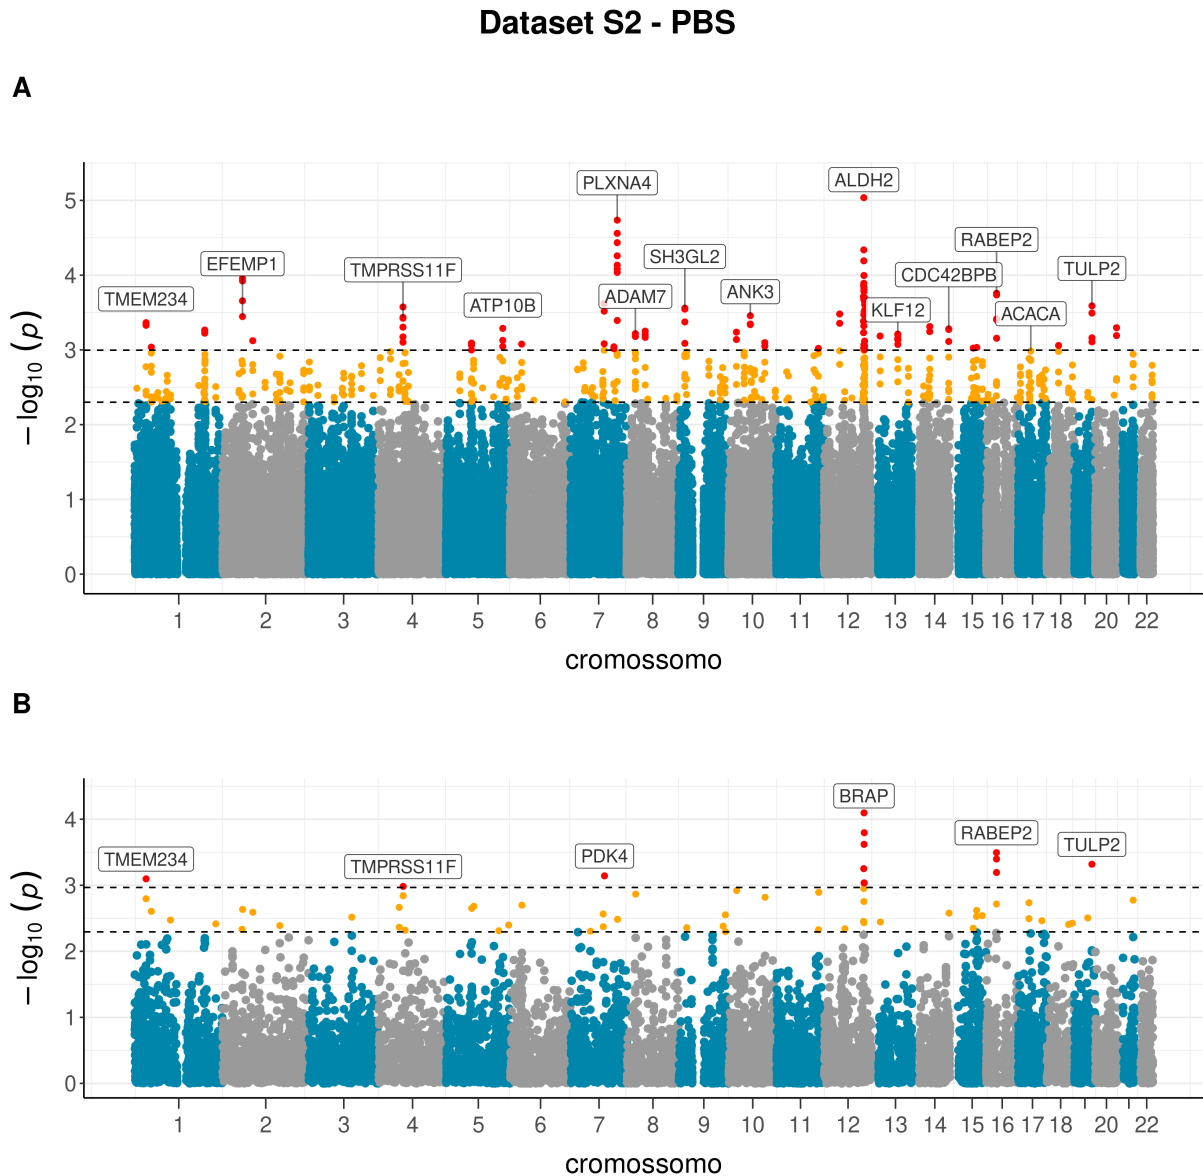 Dataset S2 - PBS
A
PLXNA4
ALDH2
RABEP2
EFEMP1
TMPRSS11F
SH3GL2
CDC42BPB
TULP2
TMEM234
ATP10B
ADAM7
ANK3
KLF12
ACACA
5
4
3
2
1
0
− log10 (p)
1 2 3 4 5 6 7 8 9 10 11 12 13 14 15 16 17 18 20 22
cromossomo
B
BRAP
TMEM234
TMPRSS11F
PDK4
RABEP2
TULP2
4
3
2
1
0
− log10 (p)
1 2 3 4 5 6 7 8 9 10 11 12 13 14 15 16 17 18 20 22
cromossomo